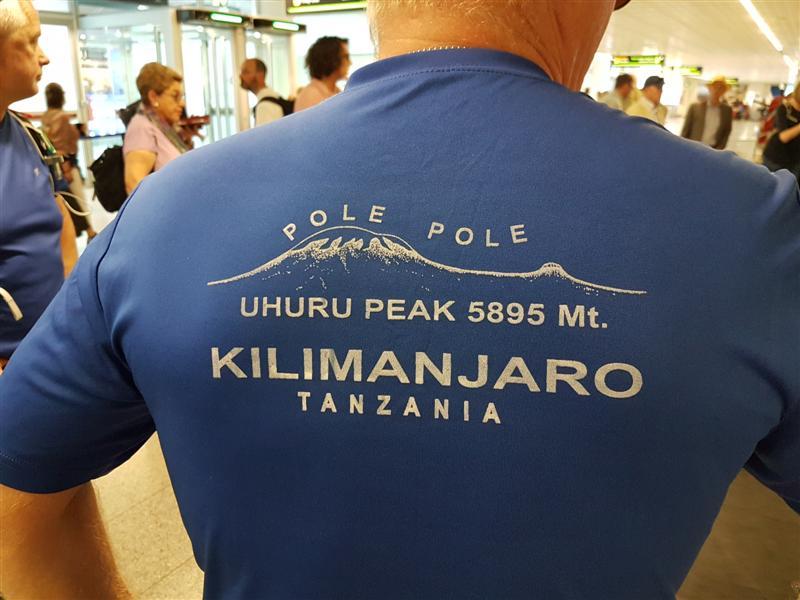 POLE POLE
UHURU PEAK 5895 Mt.
KILIMANJARO
TANZANIA